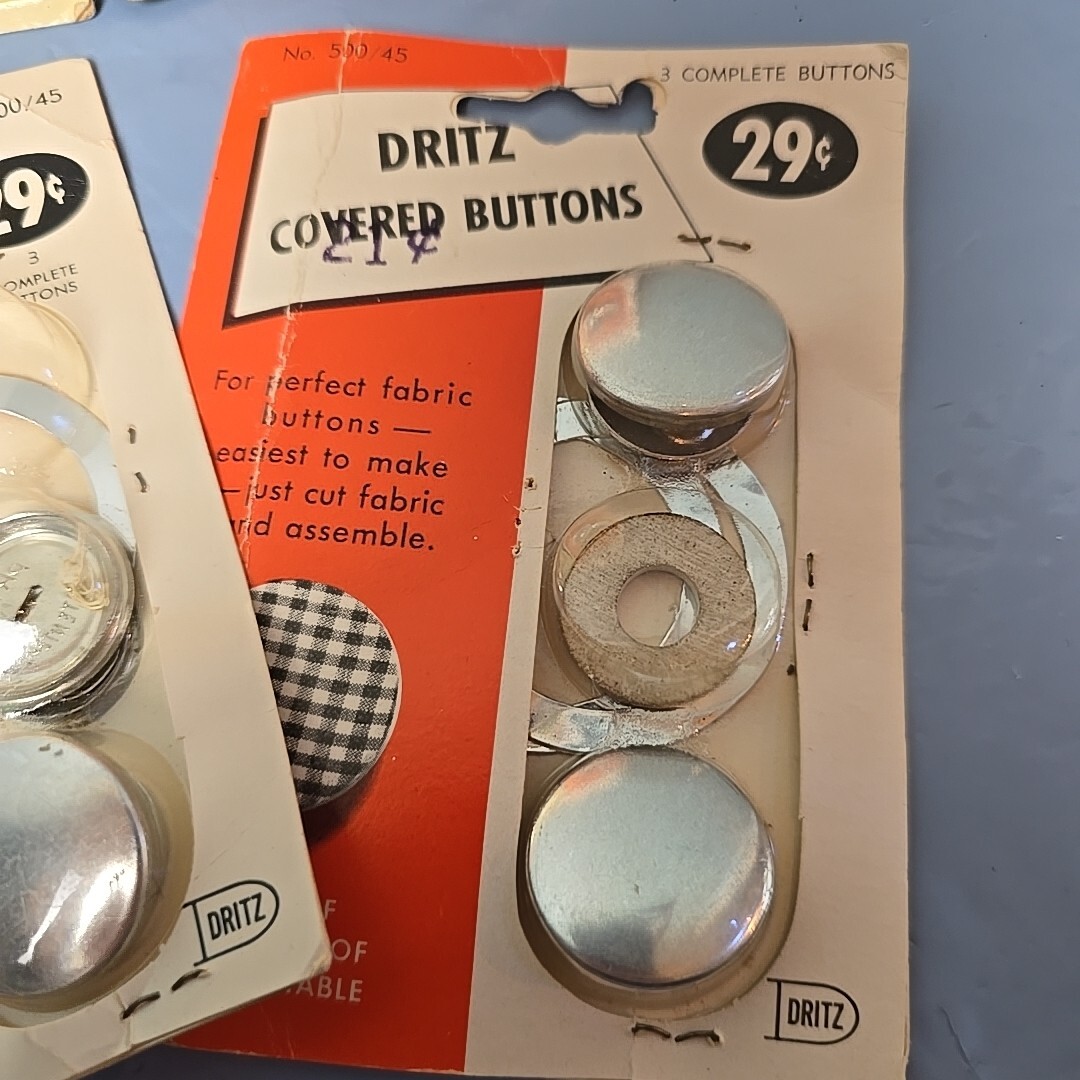 00/45
29¢
3
COMPLETE
BUTTONS
DRITZ
No. 500/45
3 COMPLETE BUTTONS
29¢
DRITZ
COVERED BUTTONS
21¢
For perfect fabric
buttons —
easiest to make
— just cut fabric
and assemble.
F
OF
ABLE
DRITZ